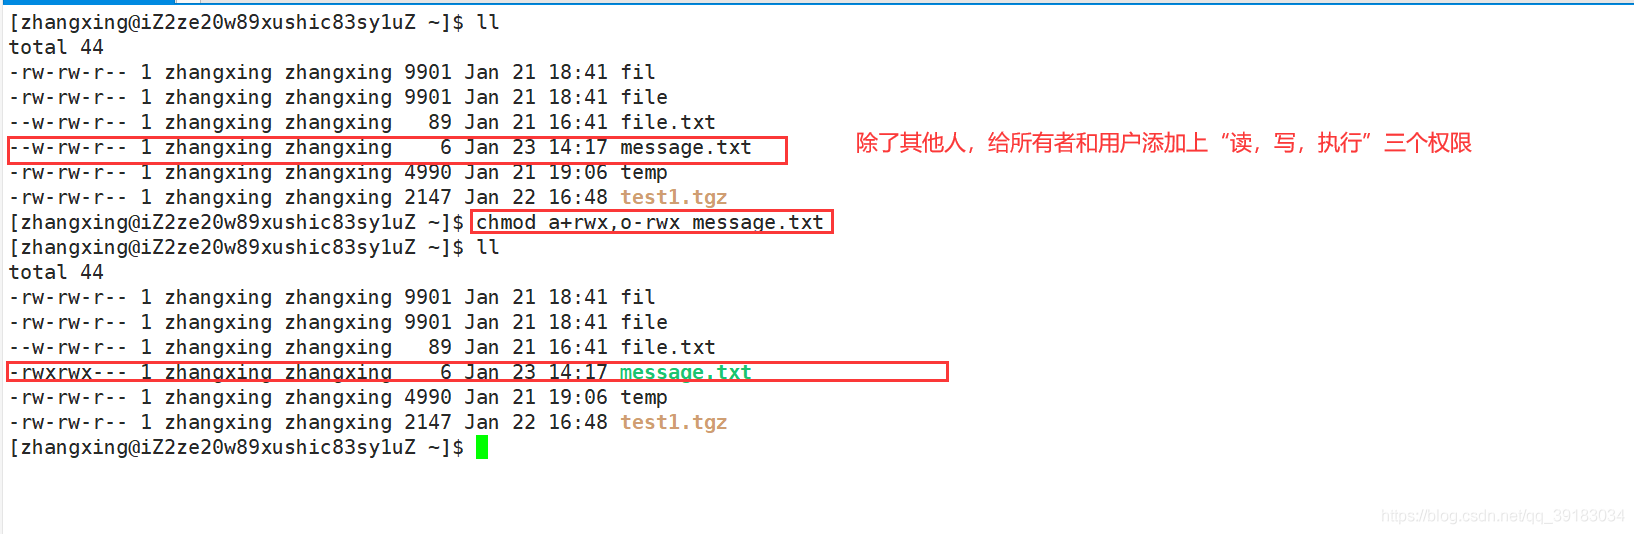 [zhangxing@iZ2ze20w89xushic83sy1uZ ~]$ ll
total 44
-rw-rw-r-- 1 zhangxing zhangxing 9901 Jan 21 18:41 fil
-rw-rw-r-- 1 zhangxing zhangxing 9901 Jan 21 18:41 file
--w-rw-r-- 1 zhangxing zhangxing   89 Jan 21 16:41 file.txt
--w-rw-r-- 1 zhangxing zhangxing    6 Jan 23 14:17 message.txt
除了其他人，给所有者和用户添加上“读，写，执行”三个权限
-rw-rw-r-- 1 zhangxing zhangxing 4990 Jan 21 19:06 temp
-rw-rw-r-- 1 zhangxing zhangxing 2147 Jan 22 16:48 test1.tgz
[zhangxing@iZ2ze20w89xushic83sy1uZ ~]$ chmod a+rwx,o-rwx message.txt
[zhangxing@iZ2ze20w89xushic83sy1uZ ~]$ ll
total 44
-rw-rw-r-- 1 zhangxing zhangxing 9901 Jan 21 18:41 fil
-rw-rw-r-- 1 zhangxing zhangxing 9901 Jan 21 18:41 file
--w-rw-r-- 1 zhangxing zhangxing   89 Jan 21 16:41 file.txt
-rwxrwx--- 1 zhangxing zhangxing    6 Jan 23 14:17 message.txt
-rw-rw-r-- 1 zhangxing zhangxing 4990 Jan 21 19:06 temp
-rw-rw-r-- 1 zhangxing zhangxing 2147 Jan 22 16:48 test1.tgz
[zhangxing@iZ2ze20w89xushic83sy1uZ ~]$
https://blog.csdn.net/qq_39183034